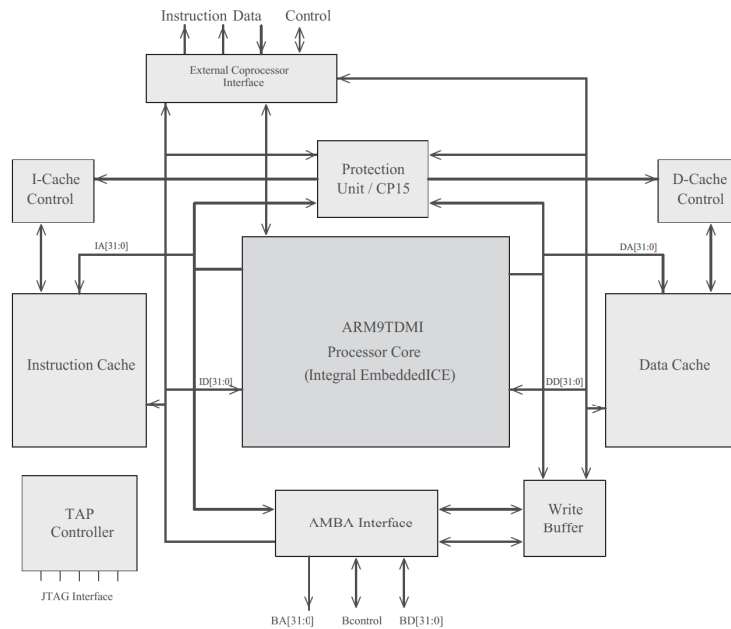 Instruction Data Control
External Coprocessor
Interface
I-Cache
Control
Protection
Unit / CP15
D-Cache
Control
IA[31:0]
DA[31:0]
ARM9TDMI
Processor Core
(Integral EmbeddedICE)
Instruction Cache
Data Cache
ID[31:0]
DD[31:0]
TAP
Controller
JTAG Interface
AMBA Interface
Write
Buffer
BA[31:0] Bcontrol BD[31:0]